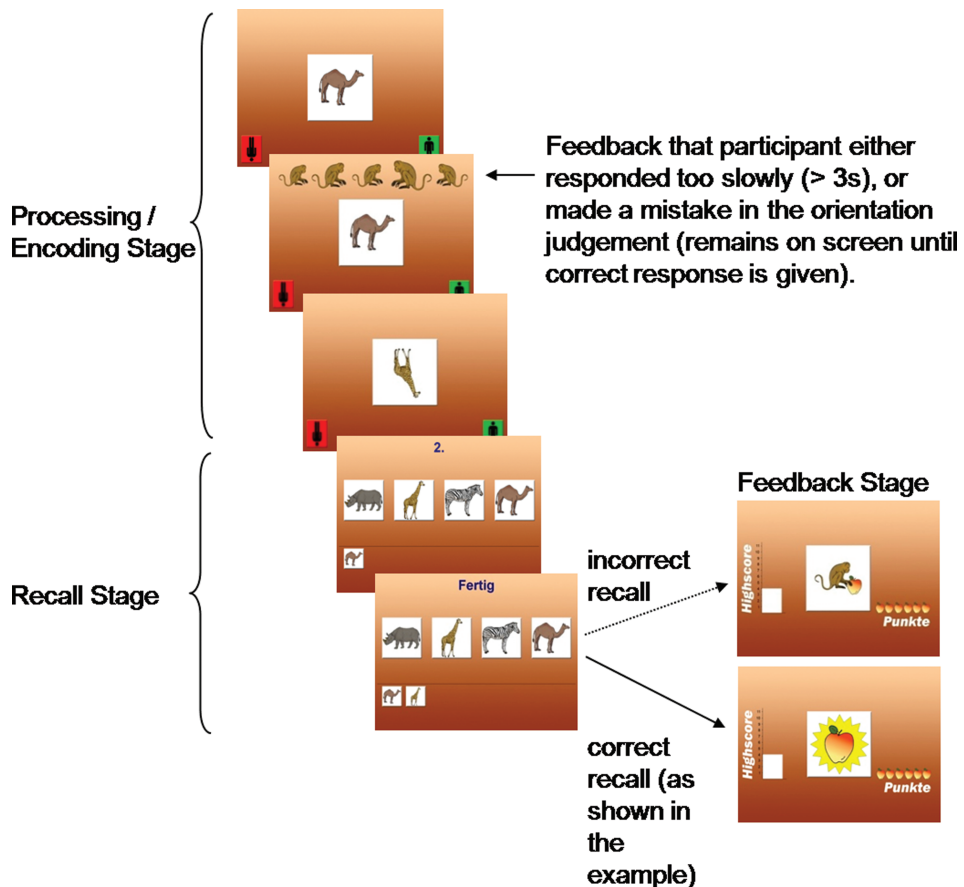 Processing /
Encoding Stage
Feedback that participant either
responded too slowly (> 3s), or
made a mistake in the orientation
judgement (remains on screen until
correct response is given).
2.
Recall Stage
Fertig
incorrect
recall
correct
recall (as
shown in
the
example)
Feedback Stage
Highscore
Punkte
Highscore
Punkte